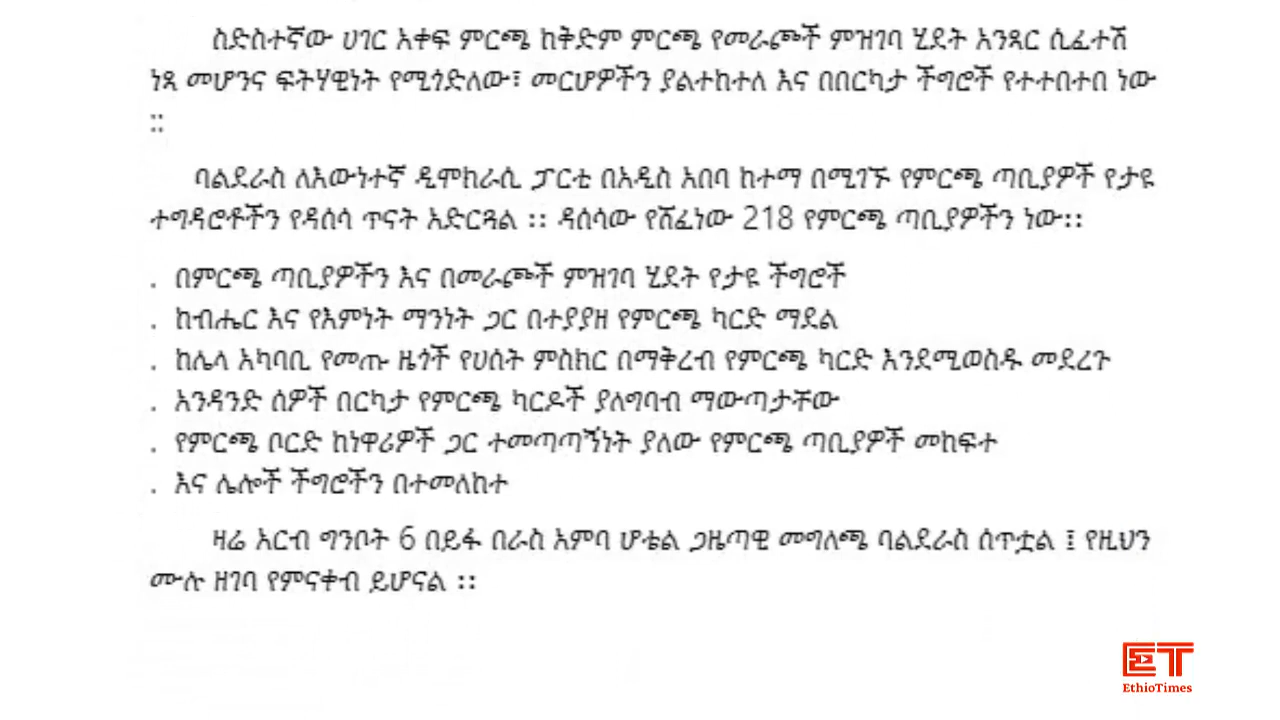 ስድስተኛው ሀገር አቀፍ ምርጫ ከቅድም ምርጫ የመራጮች ምዝገባ ሂደት አንጻር ሲፈተሽ
ነጻ መሆንና ፍትሃዊነት የሚጎድለው፣ መርሆዎችን ያልተከተለ እና በበርካታ ችግሮች የተተበተበ ነው
::
ባልደራስ ለእውነተኛ ዲሞክራሲ ፓርቲ በአዲስ አበባ ከተማ በሚገኙ የምርጫ ጣቢያዎች የታዩ
ተግዳሮቶችን የዳሰሳ ጥናት አድርጓል ፡፡ ዳሰሳው የሸፈነው 218 የምርጫ ጣቢያዎችን ነው፡፡
. በምርጫ ጣቢያዎችን እና በመራጮች ምዝገባ ሂደት የታዩ ችግሮች
. ከብሔር እና የእምነት ማንነት ጋር በተያያዘ የምርጫ ካርድ ማደል
. ከሌላ አካባቢ የመጡ ዜጎች የሀሰት ምስክር በማቅረብ የምርጫ ካርድ እንደሚወስዱ መደረጉ
. አንዳንድ ሰዎች በርካታ የምርጫ ካርዶች ያለግባብ ማውጣታቸው
. የምርጫ ቦርድ ከነዋሪዎች ጋር ተመጣጣኝነት ያለው የምርጫ ጣቢያዎች መከፍተ
. እና ሌሎች ችግሮችን በተመለከተ
ዛሬ አርብ ግንቦት 6 በይፋ በራስ አምባ ሆቴል ጋዜጣዊ መግለጫ ባልደራስ ሰጥቷል ፤ የዚህን
ሙሉ ዘገባ የምናቀብ ይሆናል ፡፡
ET
EthioTimes